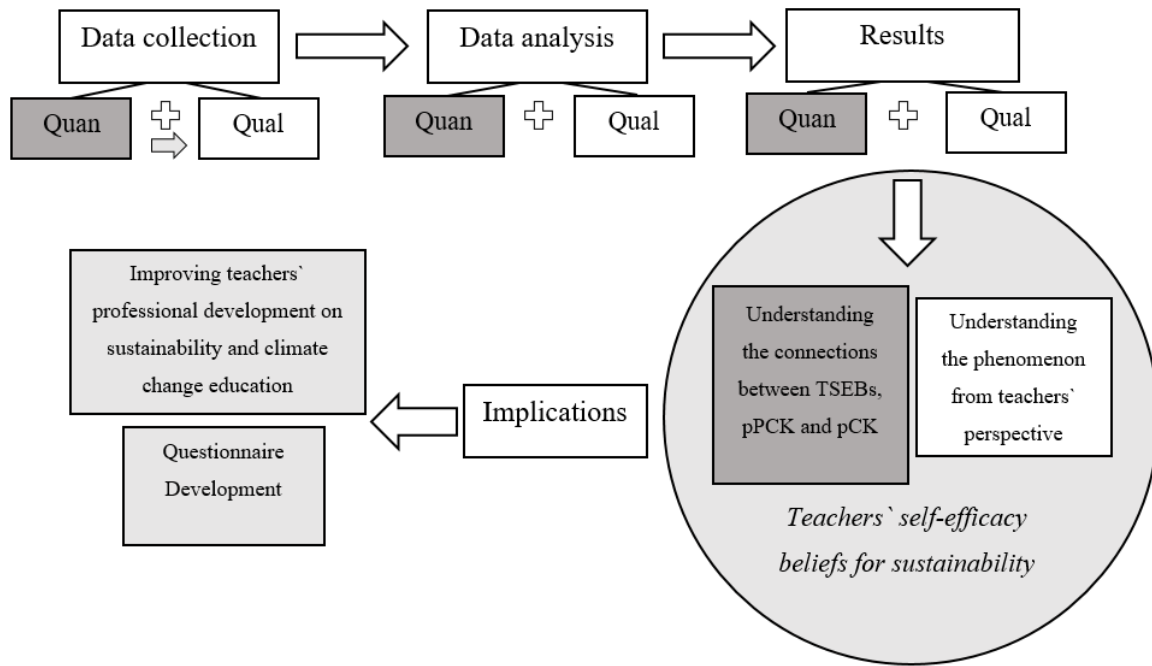 Data collection
Data analysis
Results
Quan
Qual
Quan
Qual
Quan
Qual
Improving teachers`
professional development on
sustainability and climate
change education
Questionnaire
Development
Implications
Understanding
the connections
between TSEBs,
pPCK and pCK
Understanding
the phenomenon
from teachers`
perspective
Teachers` self-efficacy
beliefs for sustainability